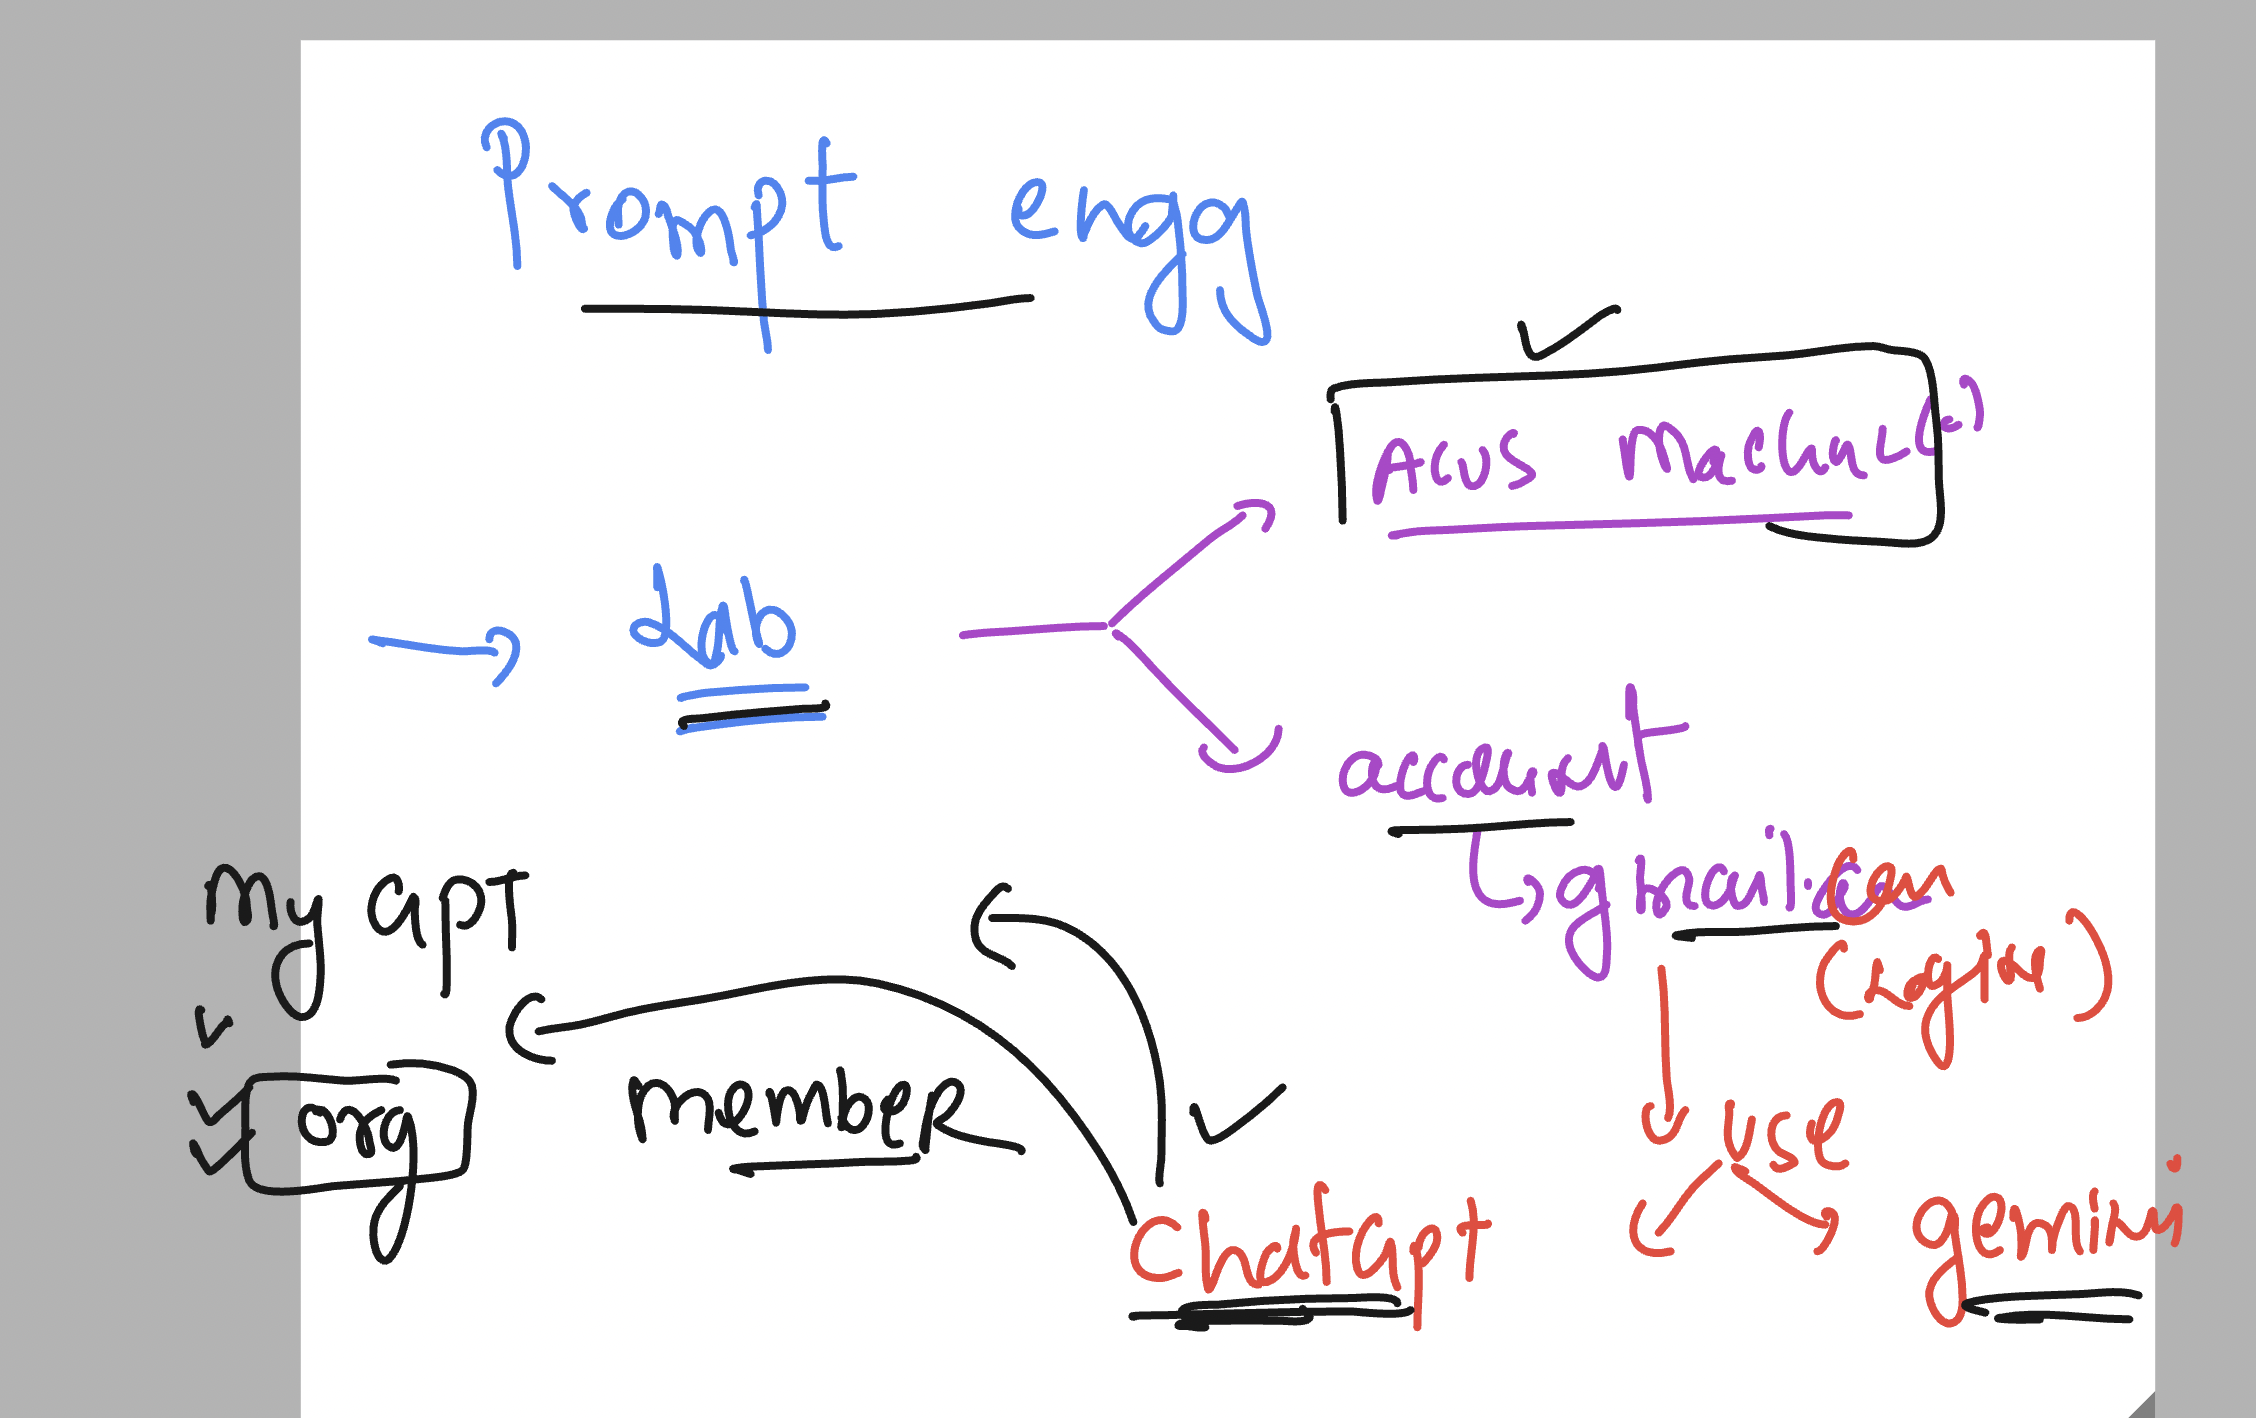 Prompt engg
Acus Machine(s)
Lab
account
gmail.com
(Login)
My gpt
org
member
use
Chatgpt
gemini